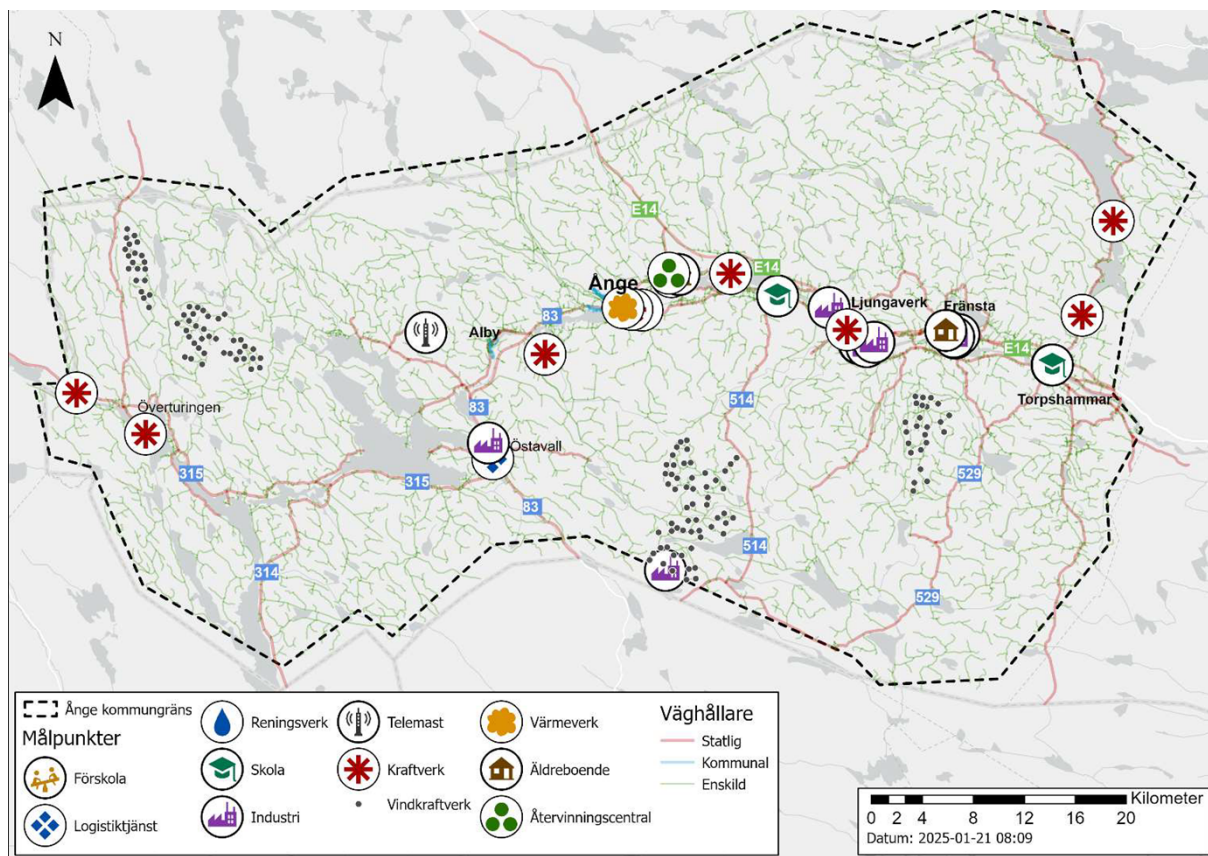 N
E14
E14
Ånge
Ljungaverk
Fränsta
83
Alby
E14
Torpshammar
83
514
Överturingen
Östavall
315
315
529
83
514
314
529
Ånge kommungräns
Målpunkter
Förskola
Logistiktjänst
Reningsverk
Skola
Industri
Telemast
Kraftverk
Vindkraftverk
Värmeverk
Äldreboende
Återvinningscentral
Väghållare
Statlig
Kommunal
Enskild
Kilometer
0 2 4 8 12 16 20
Datum: 2025-01-21 08:09